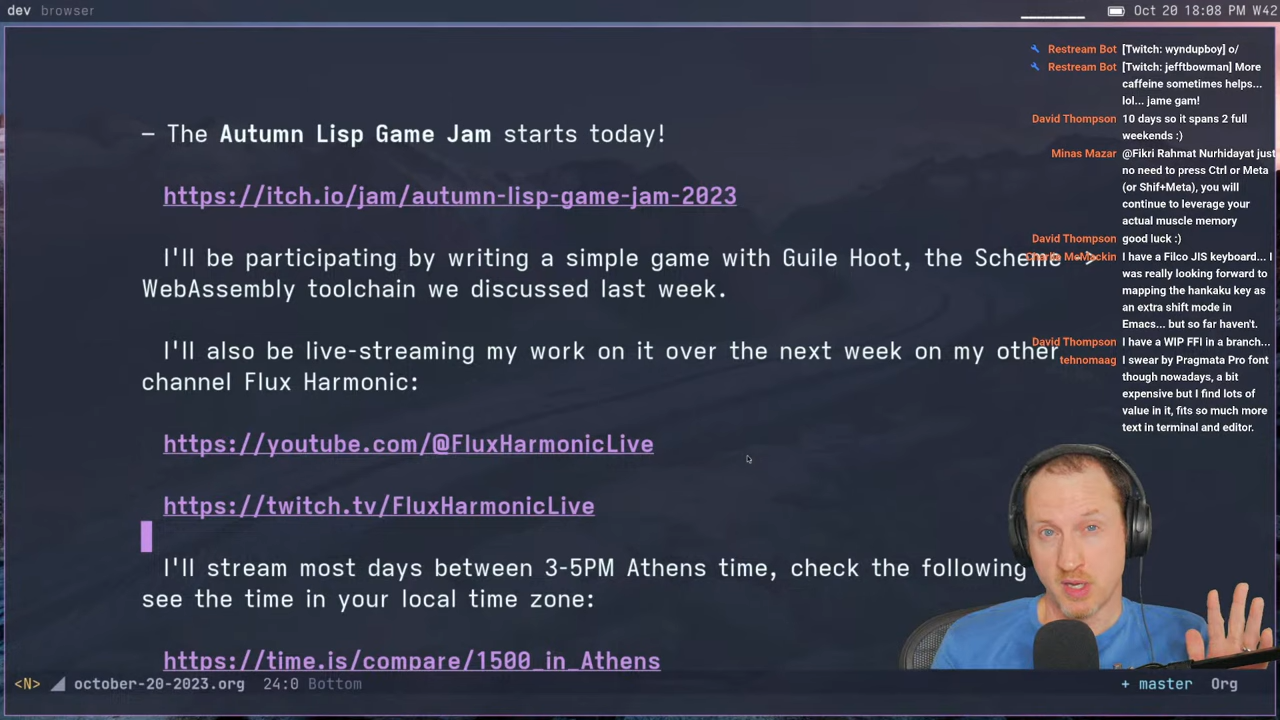 dev browser
Oct 20 18:08 PM W42
– The Autumn Lisp Game Jam starts today!
https://itch.io/jam/autumn-lisp-game-jam-2023
I'll be participating by writing a simple game with Guile Hoot, the Scheme ->
WebAssembly toolchain we discussed last week.
I'll also be live-streaming my work on it over the next week on my other
channel Flux Harmonic:
https://youtube.com/@FluxHarmonicLive
https://twitch.tv/FluxHarmonicLive
I'll stream most days between 3-5PM Athens time, check the following
see the time in your local time zone:
https://time.is/compare/1500_in_Athens
<N> october-20-2023.org 24:0 Bottom
+ master Org
Restream Bot [Twitch: wyndupboy] o/
Restream Bot [Twitch: jefftbowman] More
caffeine sometimes helps...
lol... jame gam!
David Thompson 10 days so it spans 2 full
weekends :)
Minas Mazar @Fikri Rahmat Nurhidayat just
no need to press Ctrl or Meta
(or Shif+Meta), you will
continue to leverage your
actual muscle memory
David Thompson good luck :)
Charlie McMackin I have a Filco JIS keyboard... I
was really looking forward to
mapping the hankaku key as
an extra shift mode in
Emacs... but so far haven't.
David Thompson I have a WIP FFI in a branch...
tehnomaag I swear by Pragmata Pro font
though nowadays, a bit
expensive but I find lots of
value in it, fits so much more
text in terminal and editor.